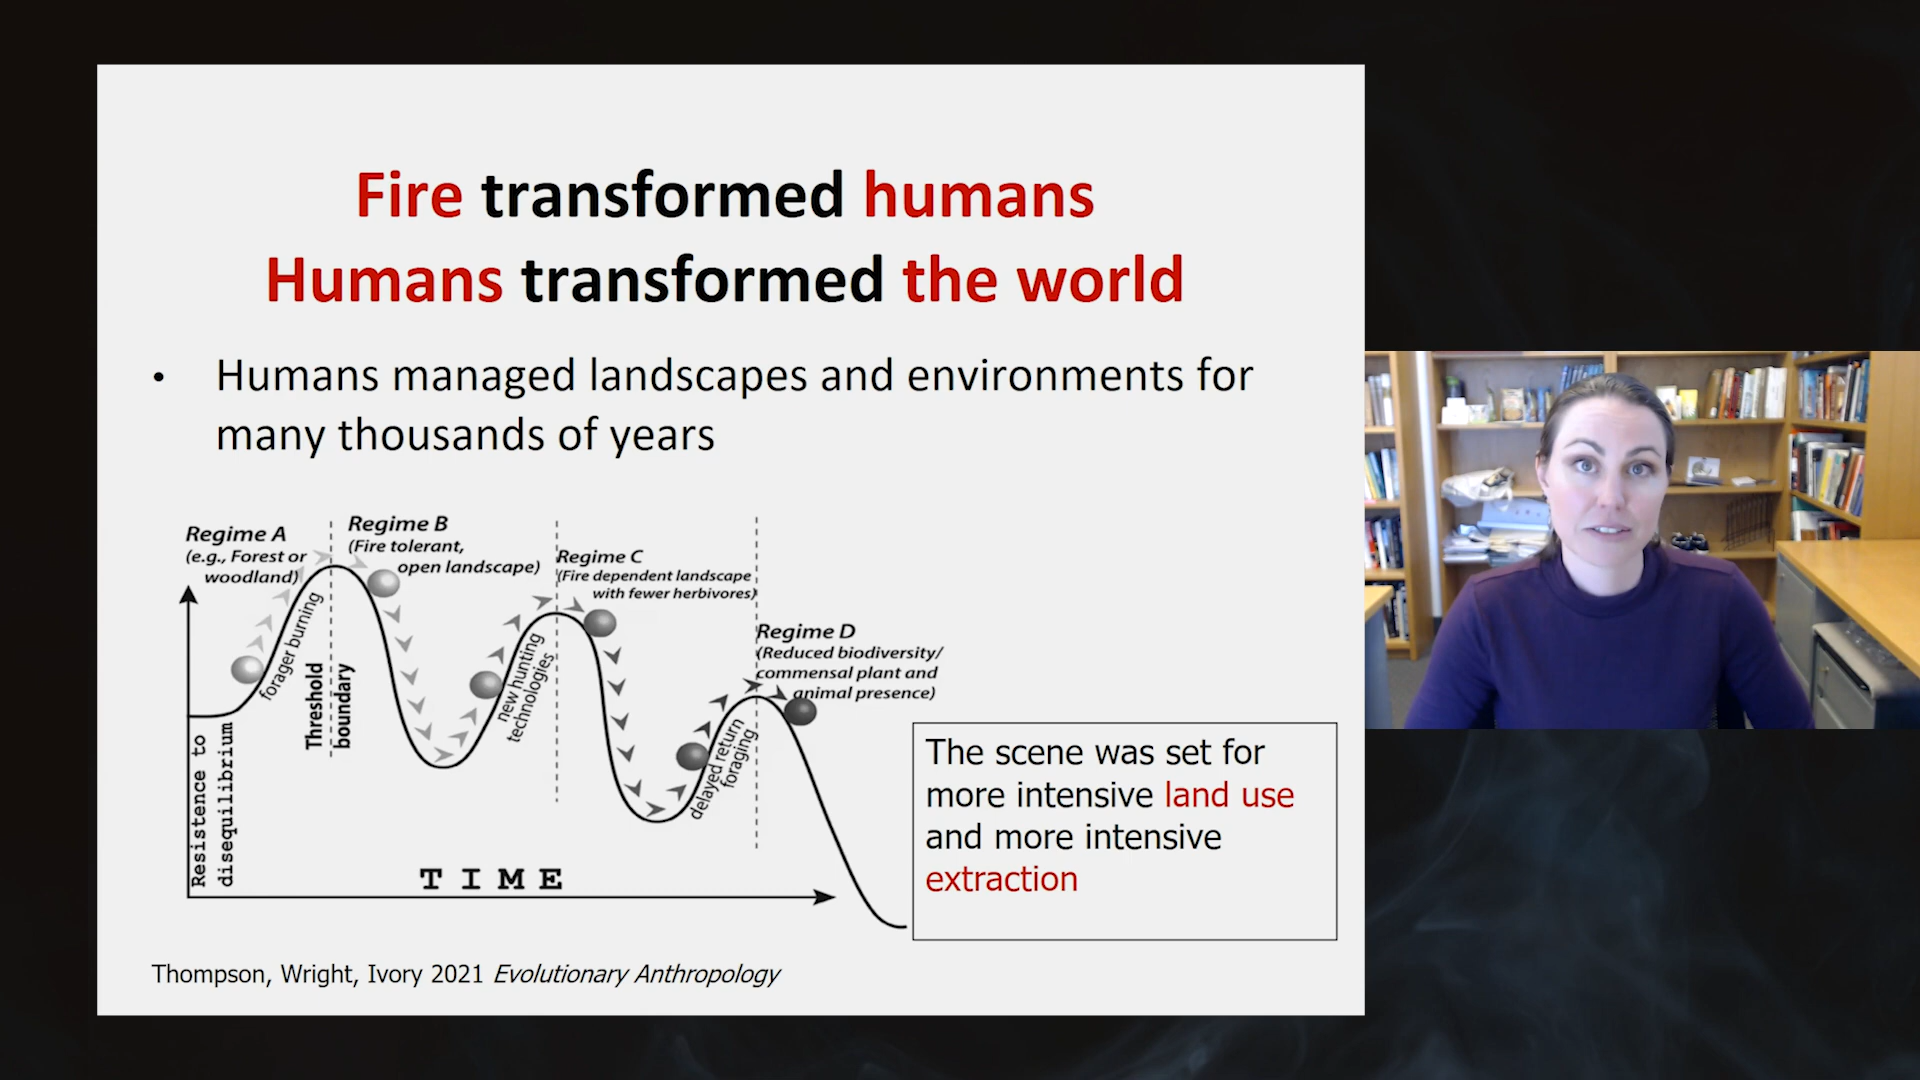 Fire transformed humans
Humans transformed the world
• Humans managed landscapes and environments for
many thousands of years
Regime A
(e.g., Forest or
woodland)
Regime B
(Fire tolerant,
open landscape)
Regime C
(Fire dependent landscape
with fewer herbivores)
Regime D
(Reduced biodiversity/
commensal plant and
animal presence)
forager burning
Threshold
boundary
new hunting
technologies
delayed return
foraging
Resistence to
disequilibrium
TIME
The scene was set for
more intensive land use
and more intensive
extraction
Thompson, Wright, Ivory 2021 Evolutionary Anthropology